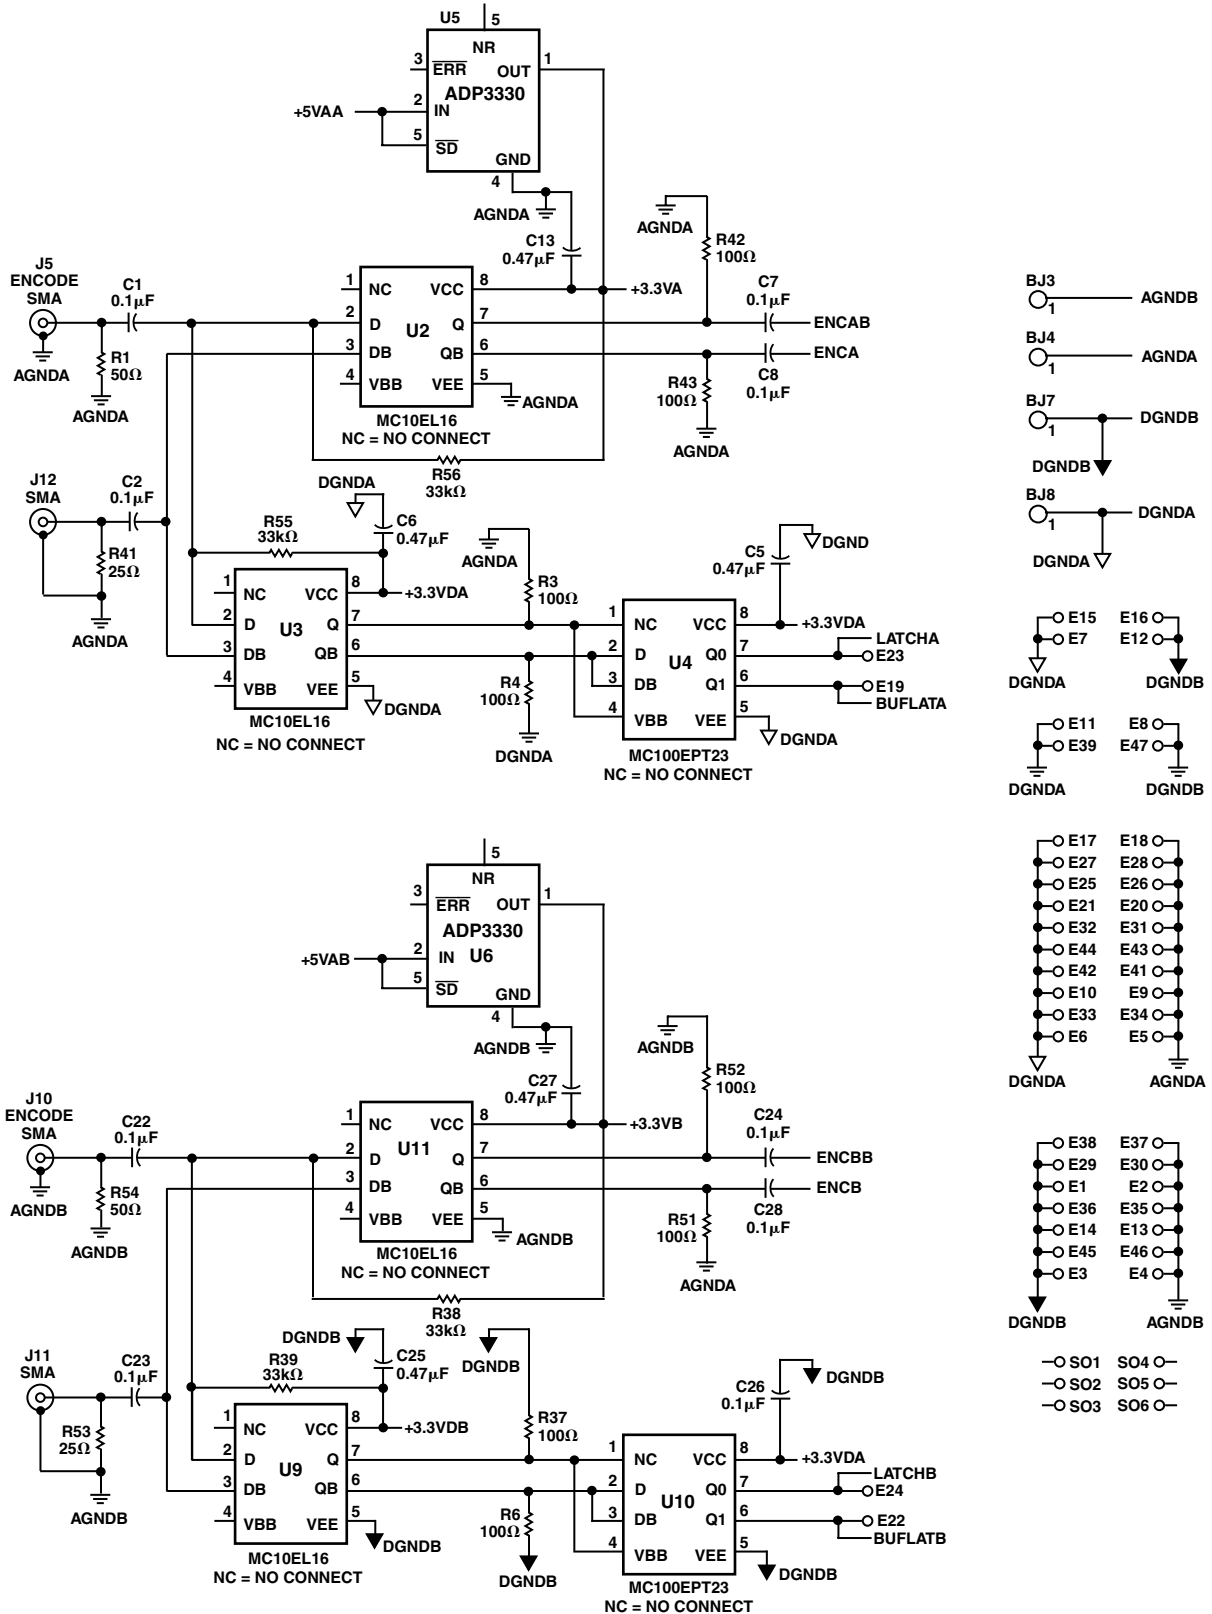 U5
5
NR
3
ERR
OUT
1
ADP3330
+5VAA
2
IN
5
SD
GND
4
AGNDA
C13
0.47μF
AGNDA
R42
100Ω
J5
ENCODE
SMA
C1
0.1μF
R1
50Ω
AGNDA
AGNDA
1
NC
VCC
8
+3.3VA
2
D
U2
Q
7
3
DB
QB
6
4
VBB
VEE
5
AGNDA
MC10EL16
NC = NO CONNECT
C7
0.1μF
ENCAB
ENCA
C8
0.1μF
R43
100Ω
AGNDA
R56
33kΩ
J12
SMA
C2
0.1μF
R41
25Ω
AGNDA
DGNDA
R55
33kΩ
C6
0.47μF
1
NC
VCC
8
+3.3VDA
2
D
U3
Q
7
3
DB
QB
6
4
VBB
VEE
5
DGNDA
MC10EL16
NC = NO CONNECT
AGNDA
R3
100Ω
R4
100Ω
DGNDA
C5
0.47μF
DGND
1
NC
VCC
8
+3.3VDA
2
D
U4
Q0
7
LATCHA
E23
3
DB
Q1
6
E19
BUFLATA
4
VBB
VEE
5
DGNDA
MC100EPT23
NC = NO CONNECT
BJ3
1
AGNDB
BJ4
1
AGNDA
BJ7
1
DGNDB
DGNDB
BJ8
1
DGNDA
DGNDA
E15 E16
E7 E12
DGNDA DGNDB
E11 E8
E39 E47
DGNDA DGNDB
E17 E18
E27 E28
E25 E26
E21 E20
E32 E31
E44 E43
E42 E41
E10 E9
E33 E34
E6 E5
DGNDA AGNDA
E38 E37
E29 E30
E1 E2
E36 E35
E14 E13
E45 E46
E3 E4
DGNDB AGNDB
SO1 SO4
SO2 SO5
SO3 SO6
5
NR
3
ERR
OUT
1
ADP3330
+5VAB
2
IN
U6
5
SD
GND
4
AGNDB
C27
0.47μF
AGNDB
R52
100Ω
J10
ENCODE
SMA
C22
0.1μF
R54
50Ω
AGNDB
AGNDB
1
NC
VCC
8
+3.3VB
2
D
U11
Q
7
3
DB
QB
6
4
VBB
VEE
5
AGNDB
MC10EL16
NC = NO CONNECT
C24
0.1μF
ENCBB
ENCB
C28
0.1μF
R51
100Ω
AGNDA
R38
33kΩ
J11
SMA
C23
0.1μF
R53
25Ω
AGNDB
DGNDB
R39
33kΩ
C25
0.47μF
1
NC
VCC
8
+3.3VDB
2
D
U9
Q
7
3
DB
QB
6
4
VBB
VEE
5
DGNDB
MC10EL16
NC = NO CONNECT
DGNDB
R37
100Ω
R6
100Ω
DGNDB
C26
0.1μF
DGNDB
1
NC
VCC
8
+3.3VDA
2
D
U10
Q0
7
LATCHB
E24
3
DB
Q1
6
E22
BUFLATB
4
VBB
VEE
5
DGNDB
MC100EPT23
NC = NO CONNECT